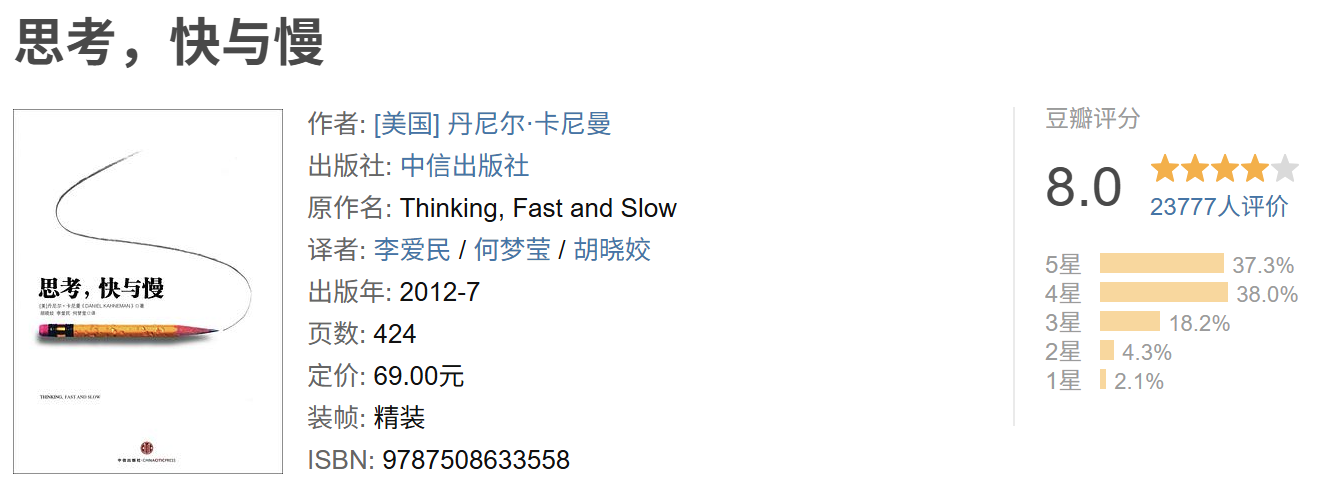 思考，快与慢
思考，快与慢
[美]丹尼尔·卡尼曼（DANIEL KAHNEMAN）◎著
胡晓姣 李爱民 何梦莹◎译
THINKING, FAST AND SLOW
中信出版社·CHINACITICPRESS
作者: [美国] 丹尼尔·卡尼曼
出版社: 中信出版社
原作名: Thinking, Fast and Slow
译者: 李爱民 / 何梦莹 / 胡晓姣
出版年: 2012-7
页数: 424
定价: 69.00元
装帧: 精装
ISBN: 9787508633558
豆瓣评分
8.0
23777人评价
5星 37.3%
4星 38.0%
3星 18.2%
2星 4.3%
1星 2.1%